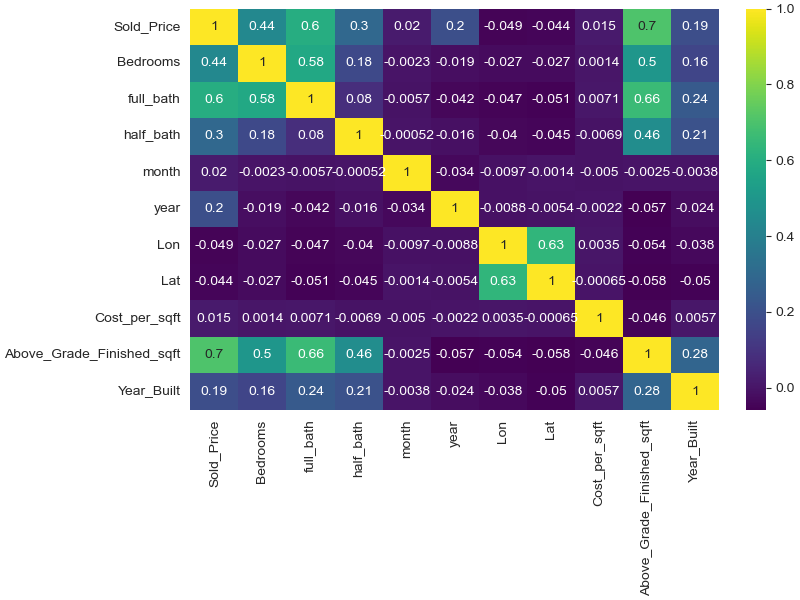 Sold_Price 1 0.44 0.6 0.3 0.02 0.2 -0.049 -0.044 0.015 0.7 0.19
Bedrooms 0.44 1 0.58 0.18 -0.0023 -0.019 -0.027 -0.027 0.0014 0.5 0.16
full_bath 0.6 0.58 1 0.08 -0.0057 -0.042 -0.047 -0.051 0.0071 0.66 0.24
half_bath 0.3 0.18 0.08 1 -0.00052 -0.016 -0.04 -0.045 -0.0069 0.46 0.21
month 0.02 -0.0023 -0.0057 -0.00052 1 -0.034 -0.0097 -0.0014 -0.005 -0.0025 -0.0038
year 0.2 -0.019 -0.042 -0.016 -0.034 1 -0.0088 -0.0054 -0.0022 -0.057 -0.024
Lon -0.049 -0.027 -0.047 -0.04 -0.0097 -0.0088 1 0.63 0.0035 -0.054 -0.038
Lat -0.044 -0.027 -0.051 -0.045 -0.0014 -0.0054 0.63 1 -0.00065 -0.058 -0.05
Cost_per_sqft 0.015 0.0014 0.0071 -0.0069 -0.005 -0.0022 0.0035 -0.00065 1 -0.046 0.0057
Above_Grade_Finished_sqft 0.7 0.5 0.66 0.46 -0.0025 -0.057 -0.054 -0.058 -0.046 1 0.28
Year_Built 0.19 0.16 0.24 0.21 -0.0038 -0.024 -0.038 -0.05 0.0057 0.28 1
Sold_Price
Bedrooms
full_bath
half_bath
month
year
Lon
Lat
Cost_per_sqft
Above_Grade_Finished_sqft
Year_Built
1.0
0.8
0.6
0.4
0.2
0.0